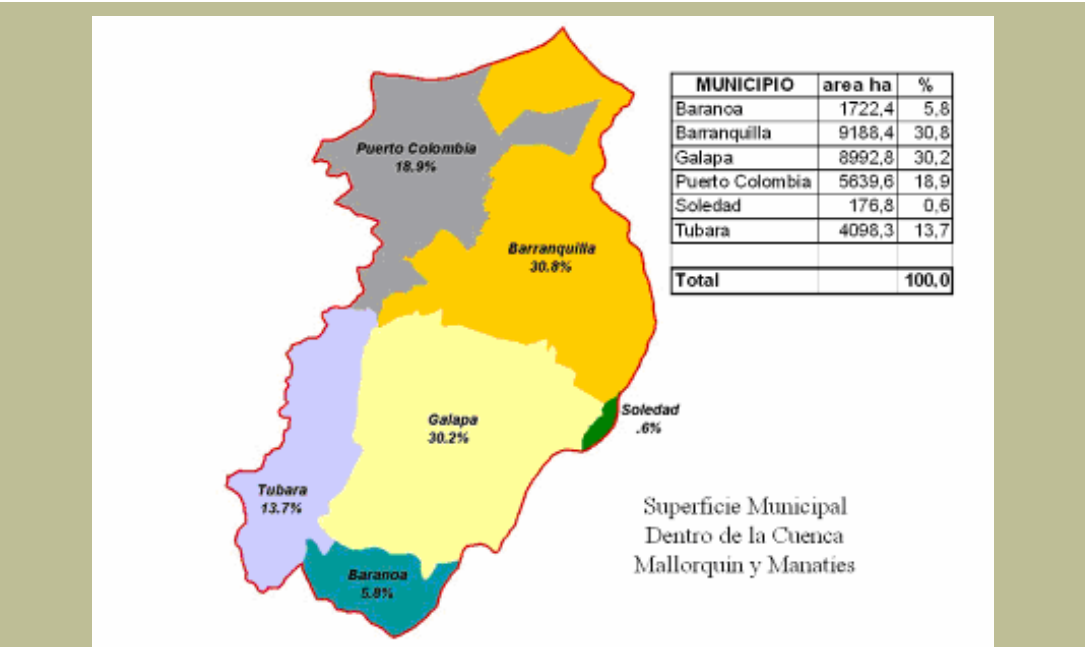 MUNICIPIO area ha %
Baranoa 1722,4 5,8
Barranquilla 9188,4 30,8
Galapa 8992,8 30,2
Puerto Colombia 5639,6 18,9
Soledad 176,8 0,6
Tubara 4098,3 13,7
Total 100,0
Puerto Colombia
18.9%
Barranquilla
30.8%
Galapa
30.2%
Soledad
.6%
Tubara
13.7%
Baranoa
5.8%
Superficie Municipal
Dentro de la Cuenca
Mallorquin y Manaties